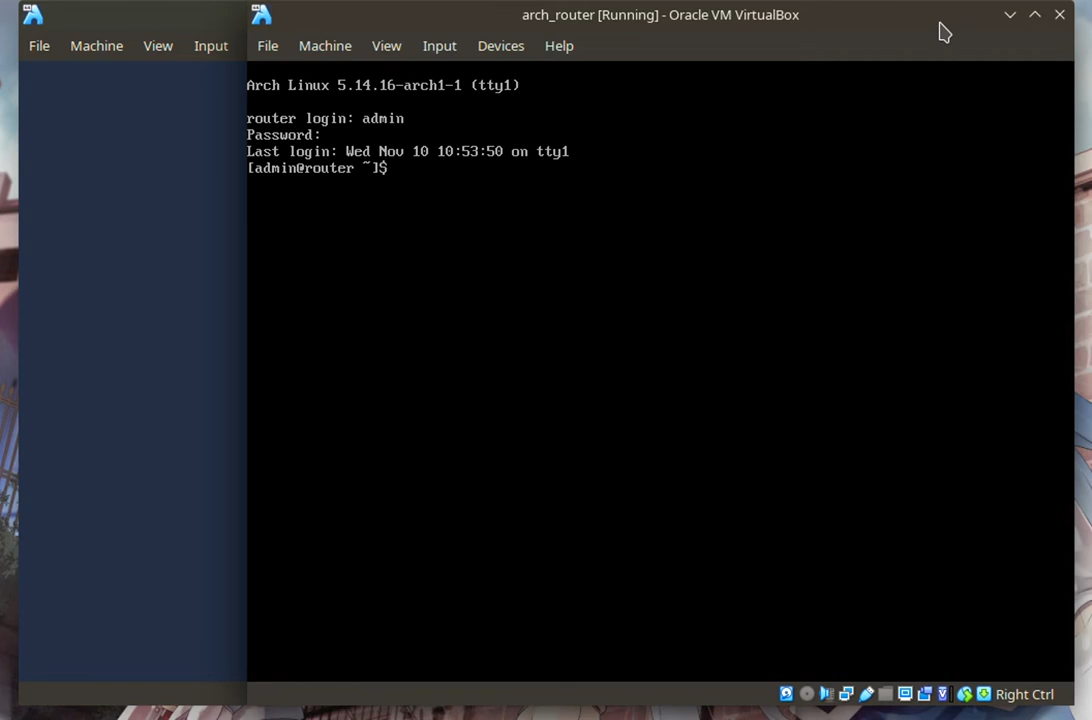 arch_router [Running] - Oracle VM VirtualBox
File Machine View Input
File Machine View Input Devices Help
Arch Linux 5.14.16-arch1-1 (tty1)
router login: admin
Password:
Last login: Wed Nov 10 10:53:50 on tty1
[admin@router ~]$
Right Ctrl